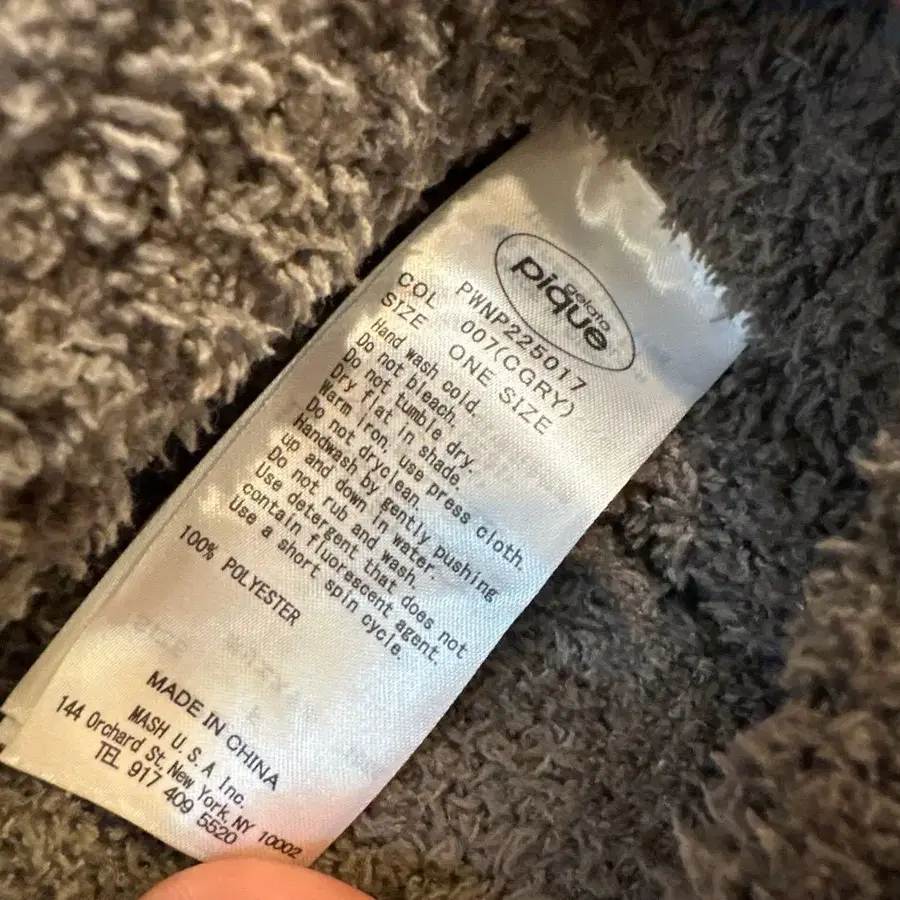 gelato
pique
PWNP225017
COL 007(CGRY)
SIZE ONE SIZE
Hand wash cold.
Do not bleach.
Do not tumble dry.
Dry flat in shade.
Warm iron, use press cloth.
Do not dryclean.
Handwash by gently pushing
up and down in water.
Do not rub and wash.
Use detergent that does not
contain fluorescent agent.
Use a short spin cycle.
100% POLYESTER
MADE IN CHINA
MASH U.S.A Inc.
144 Orchard St. New York, NY 10002
TEL 917 409 5520